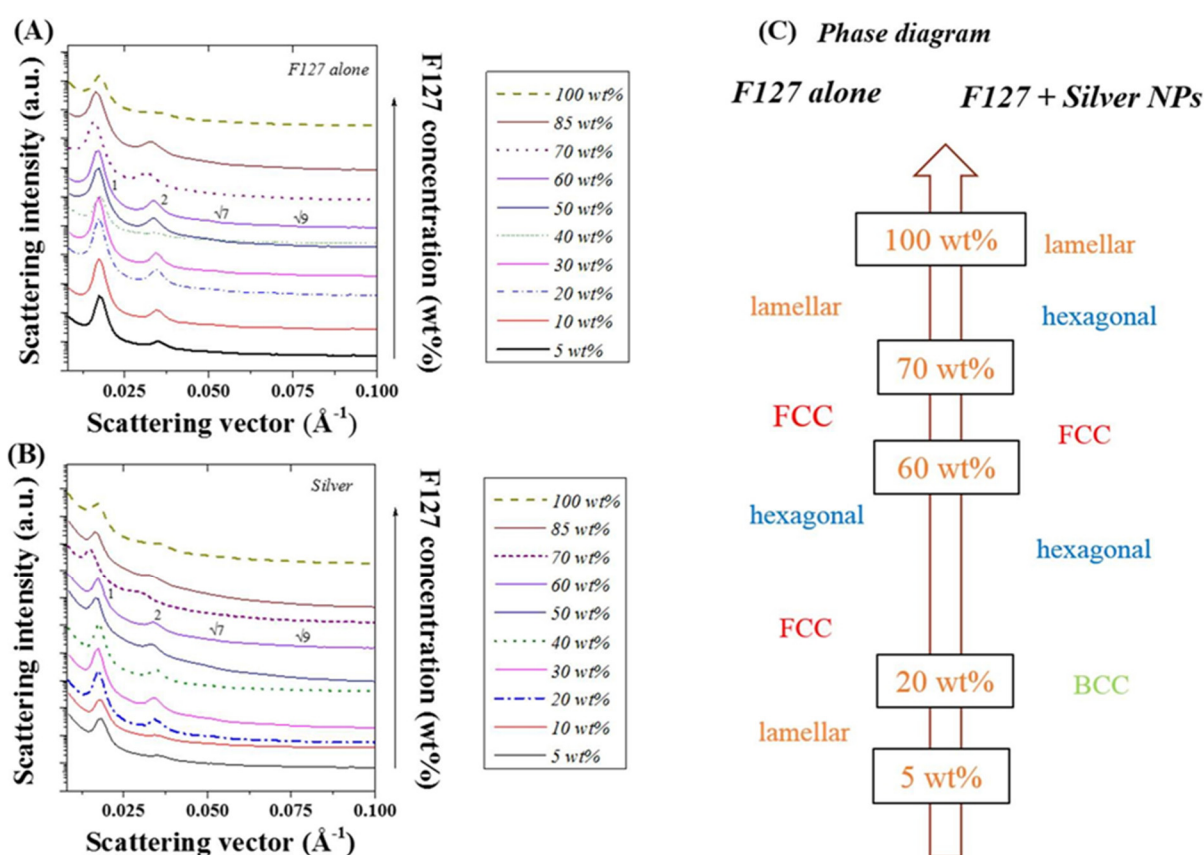 (A)
Scattering intensity (a.u.)
F127 alone
1
2
√7
√9
0.025
0.050
0.075
0.100
Scattering vector (Å-1)
F127 concentration (wt%)
100 wt%
85 wt%
70 wt%
60 wt%
50 wt%
40 wt%
30 wt%
20 wt%
10 wt%
5 wt%
(B)
Scattering intensity (a.u.)
Silver
1
2
√7
√9
0.025
0.050
0.075
0.100
Scattering vector (Å-1)
F127 concentration (wt%)
100 wt%
85 wt%
70 wt%
60 wt%
50 wt%
40 wt%
30 wt%
20 wt%
10 wt%
5 wt%
(C) Phase diagram
F127 alone
F127 + Silver NPs
100 wt%
lamellar
lamellar
hexagonal
70 wt%
FCC
FCC
60 wt%
hexagonal
hexagonal
FCC
20 wt%
BCC
lamellar
5 wt%